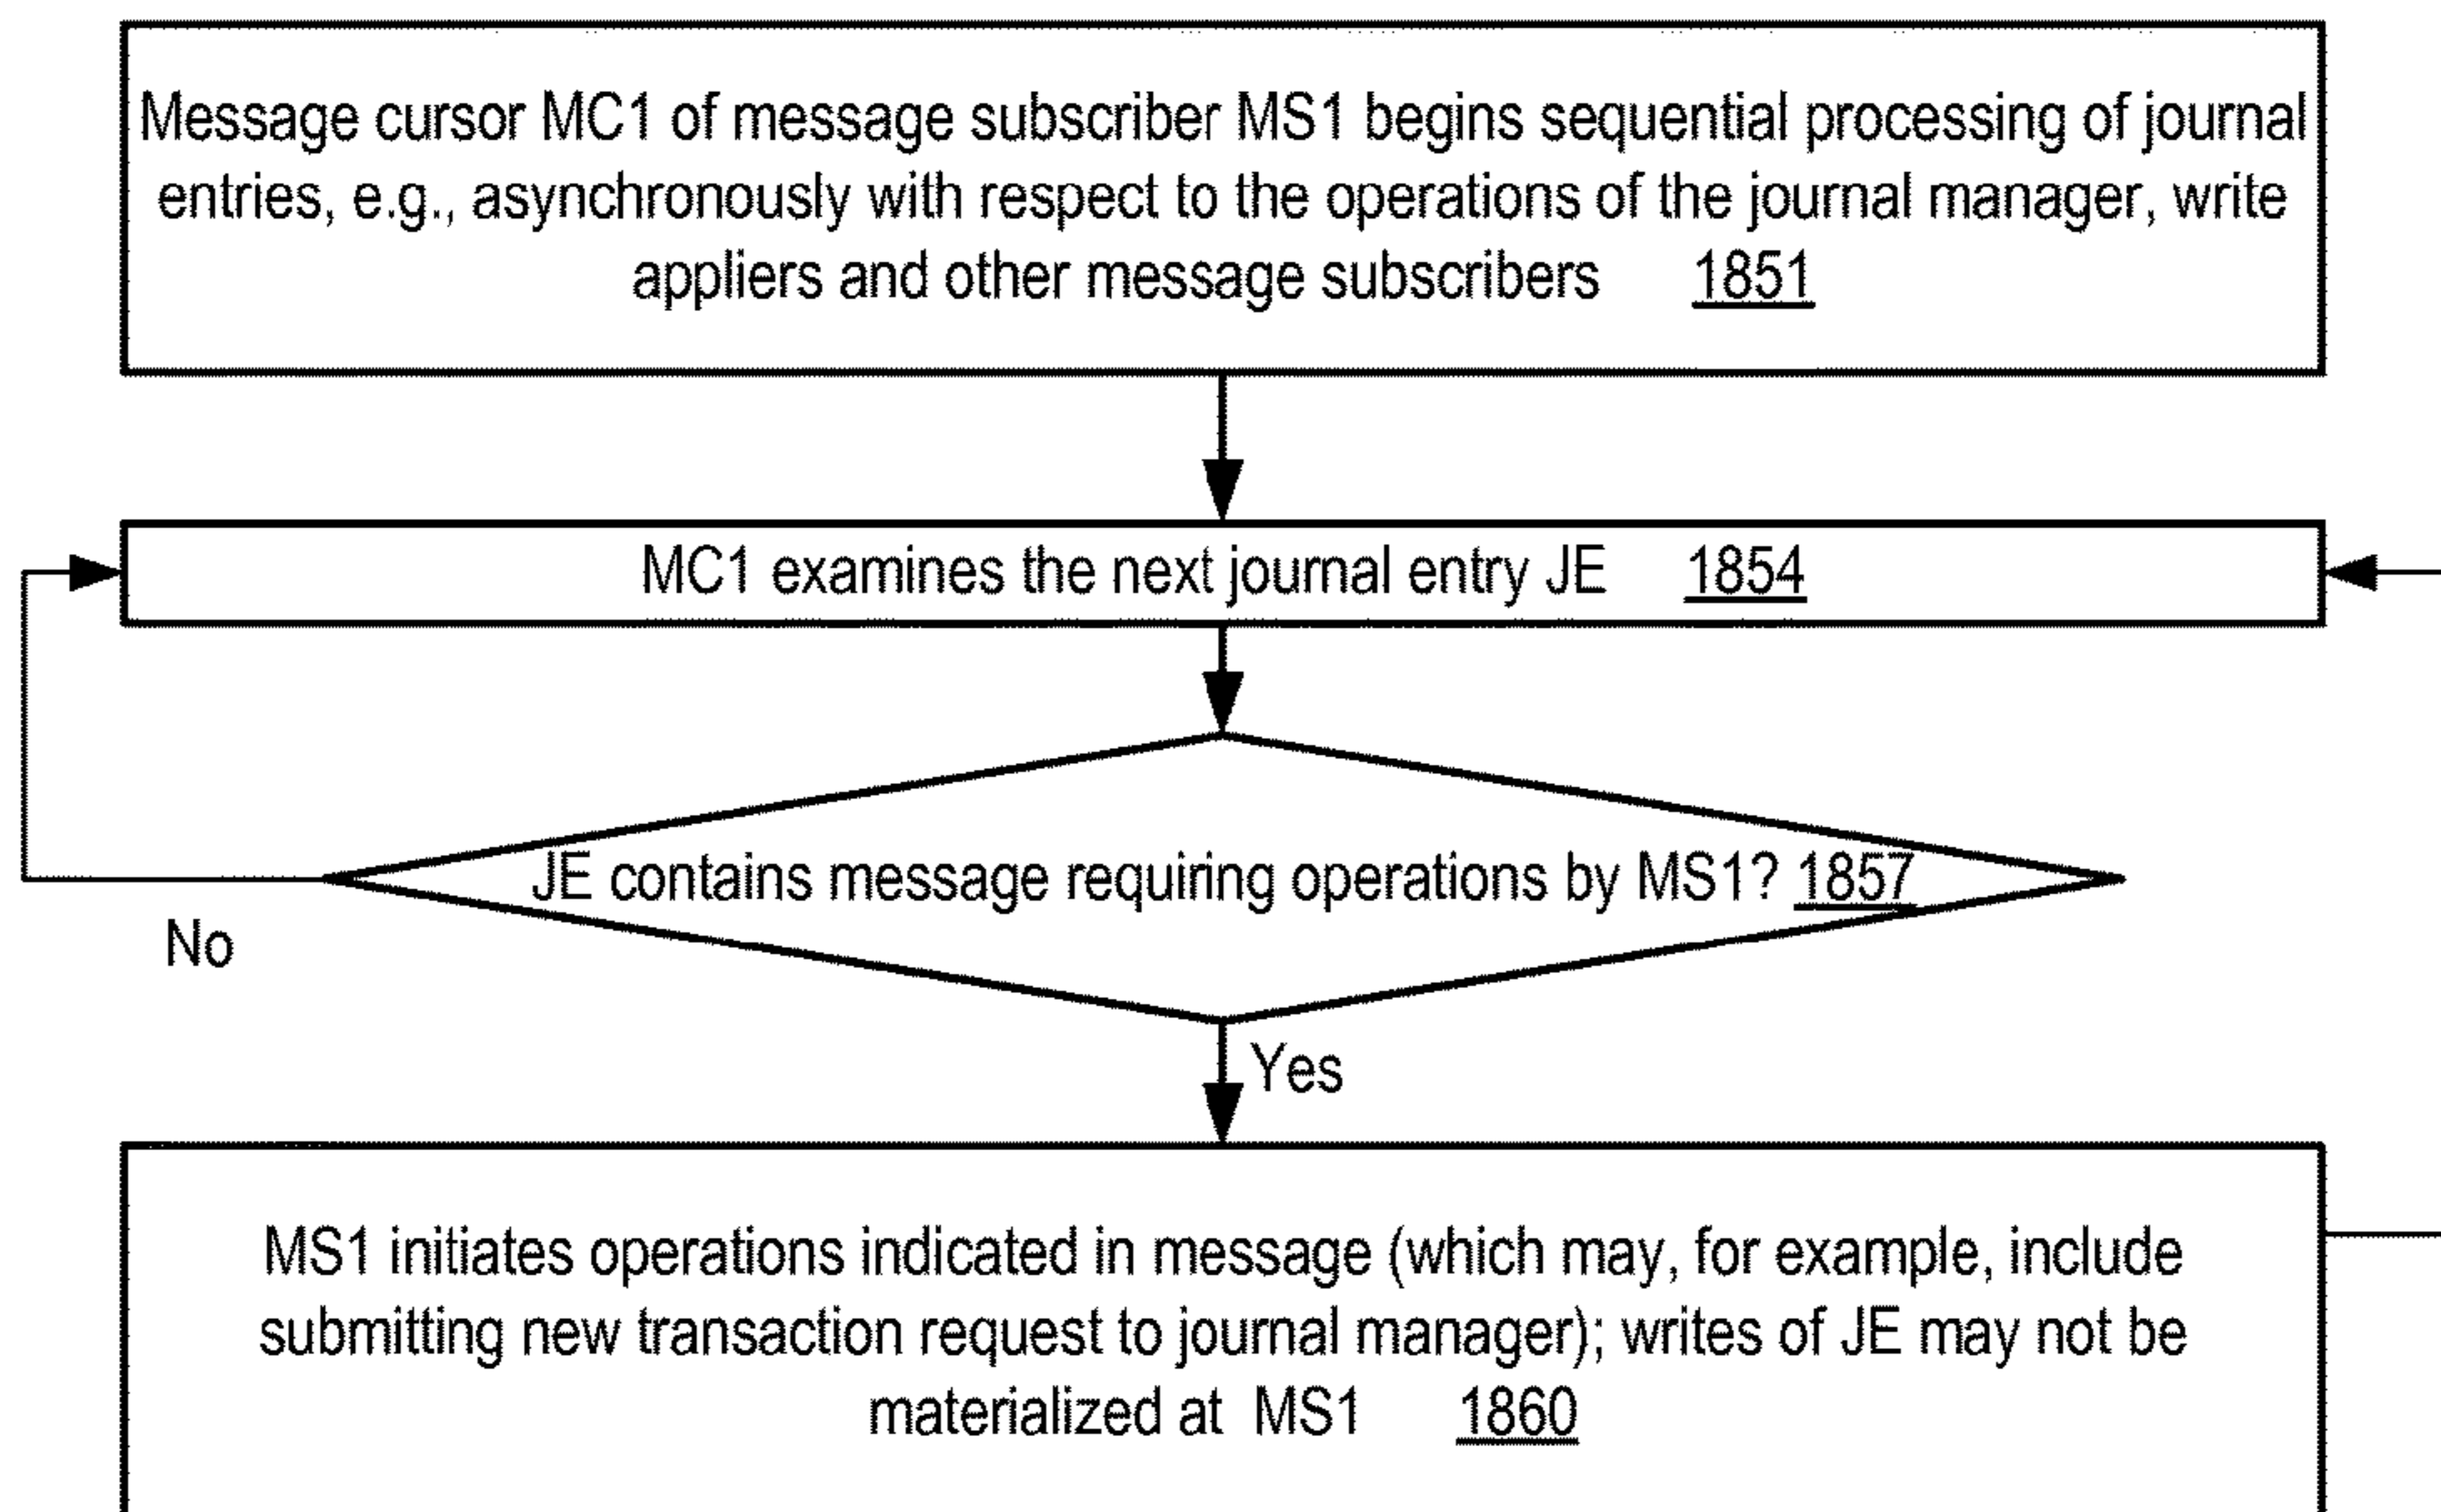 Message cursor MC1 of message subscriber MS1 begins sequential processing of journal
entries, e.g., asynchronously with respect to the operations of the journal manager, write
appliers and other message subscribers 1851
MC1 examines the next journal entry JE 1854
JE contains message requiring operations by MS1? 1857
No
Yes
MS1 initiates operations indicated in message (which may, for example, include
submitting new transaction request to journal manager); writes of JE may not be
materialized at MS1 1860